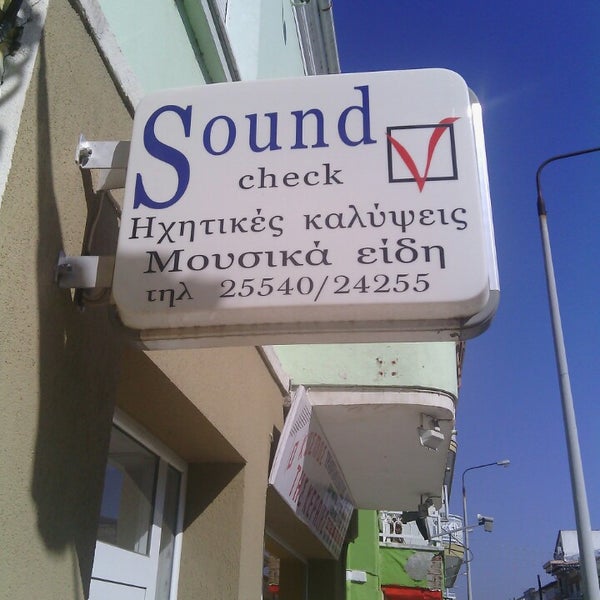 Sound
check
Ηχητικές καλύψεις
Μουσικά είδη
τηλ 25540/24255